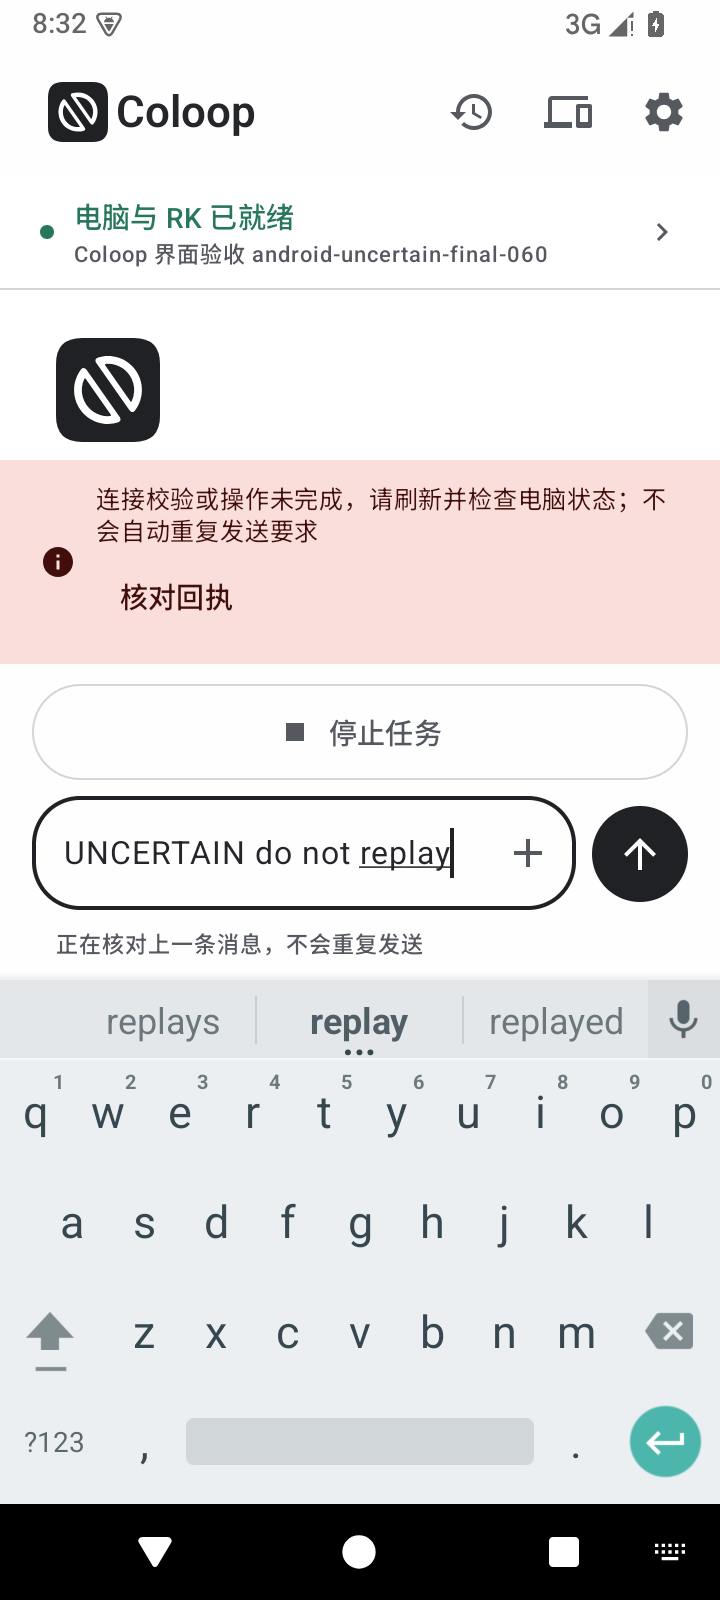 8:32 3G
Coloop
电脑与 RK 已就绪
Coloop 界面验收 android-uncertain-final-060
连接校验或操作未完成，请刷新并检查电脑状态；不
会自动重复发送要求
核对回执
停止任务
UNCERTAIN do not replay
正在核对上一条消息，不会重复发送
replays replay replayed
1 2 3 4 5 6 7 8 9 0
q w e r t y u i o p
a s d f g h j k l
z x c v b n m
?123 , .